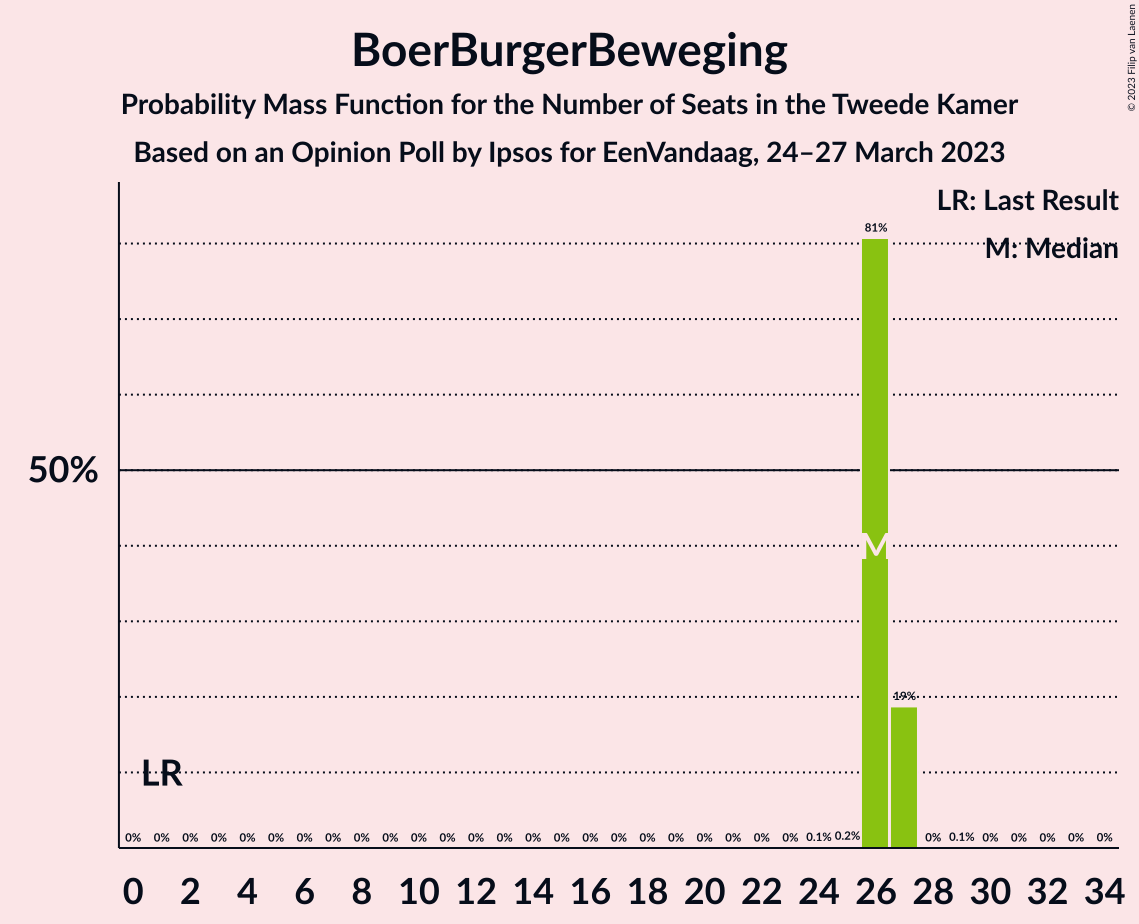 BoerBurgerBeweging
Probability Mass Function for the Number of Seats in the Tweede Kamer
Based on an Opinion Poll by Ipsos for EenVandaag, 24–27 March 2023
© 2023 Filip van Laenen
LR: Last Result
M: Median
81%
50%
M
19%
LR
0% 0% 0% 0% 0% 0% 0% 0% 0% 0% 0% 0% 0% 0% 0% 0% 0% 0% 0% 0% 0% 0% 0% 0% 0.1% 0.2% 0% 0.1% 0% 0% 0% 0% 0%
0 2 4 6 8 10 12 14 16 18 20 22 24 26 28 30 32 34